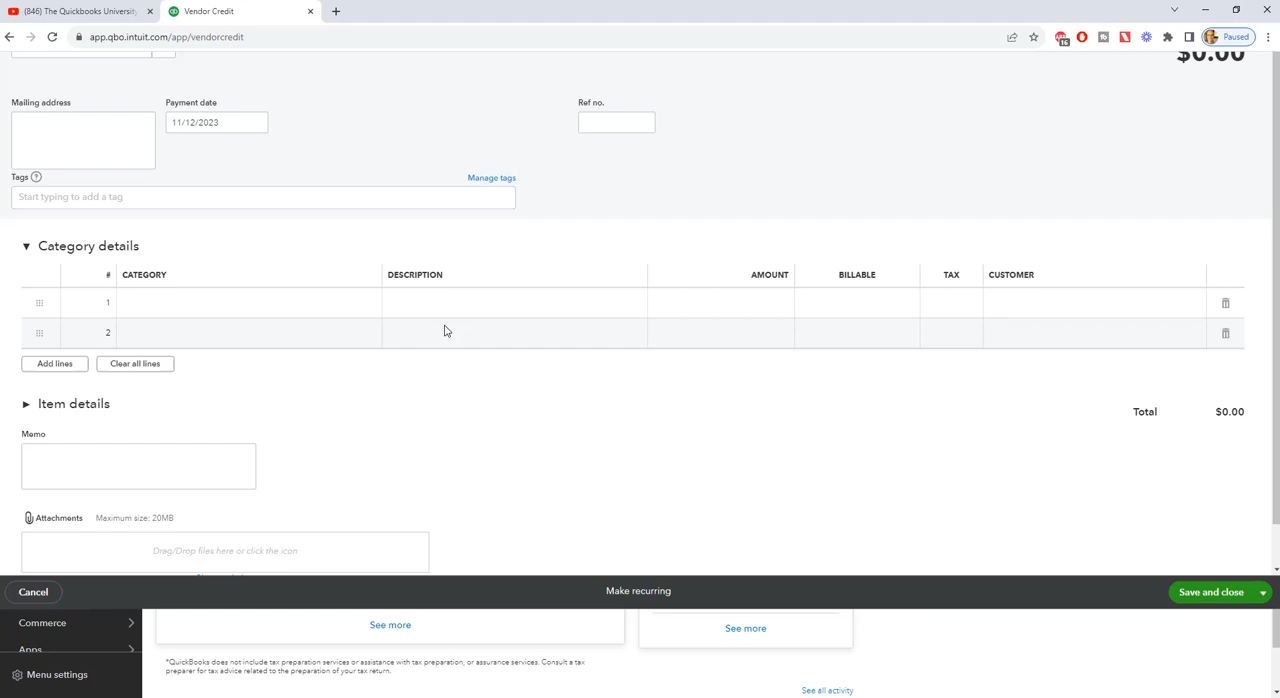 (846) The Quickbooks University
Vendor Credit
app.qbo.intuit.com/app/vendorcredit
16
Paused
$0.00
Mailing address
Payment date
Ref no.
11/12/2023
Tags ?
Manage tags
Start typing to add a tag
Category details
# CATEGORY DESCRIPTION AMOUNT BILLABLE TAX CUSTOMER
1
2
Add lines
Clear all lines
Item details
Total $0.00
Memo
Attachments Maximum size: 20MB
Drag/Drop files here or click the icon
Cancel
Make recurring
Save and close
Commerce
See more
See more
Apps
*QuickBooks does not include tax preparation services or assistance with tax preparation, or assurance services. Consult a tax
preparer for tax advice related to the preparation of your tax return.
Menu settings
See all activity